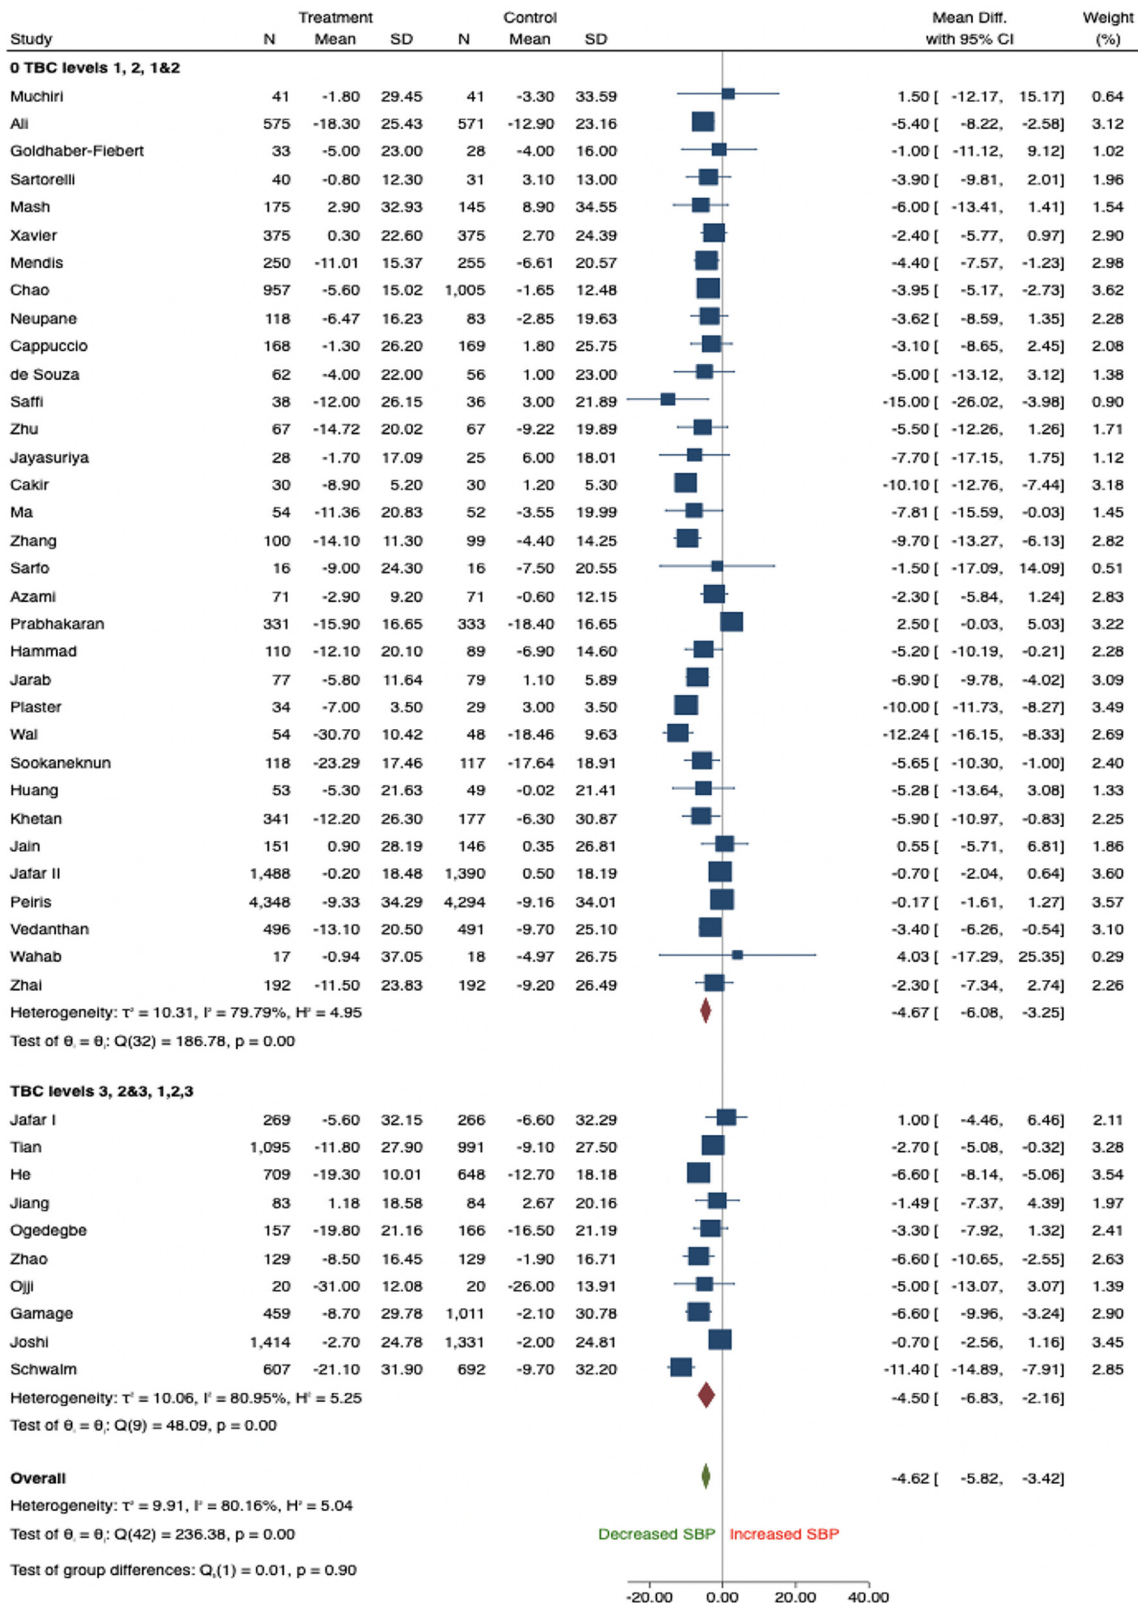 Treatment Control Mean Diff. Weight
Study N Mean SD N Mean SD with 95% CI (%)
0 TBC levels 1, 2, 1&2
Muchiri 41 -1.80 29.45 41 -3.30 33.59 1.50 [ -12.17, 15.17] 0.64
Ali 575 -18.30 25.43 571 -12.90 23.16 -5.40 [ -8.22, -2.58] 3.12
Goldhaber-Fiebert 33 -5.00 23.00 28 -4.00 16.00 -1.00 [ -11.12, 9.12] 1.02
Sartorelli 40 -0.80 12.30 31 3.10 13.00 -3.90 [ -9.81, 2.01] 1.96
Mash 175 2.90 32.93 145 8.90 34.55 -6.00 [ -13.41, 1.41] 1.54
Xavier 375 0.30 22.60 375 2.70 24.39 -2.40 [ -5.77, 0.97] 2.90
Mendis 250 -11.01 15.37 255 -6.61 20.57 -4.40 [ -7.57, -1.23] 2.98
Chao 957 -5.60 15.02 1,005 -1.65 12.48 -3.95 [ -5.17, -2.73] 3.62
Neupane 118 -6.47 16.23 83 -2.85 19.63 -3.62 [ -8.59, 1.35] 2.28
Cappuccio 168 -1.30 26.20 169 1.80 25.75 -3.10 [ -8.65, 2.45] 2.08
de Souza 62 -4.00 22.00 56 1.00 23.00 -5.00 [ -13.12, 3.12] 1.38
Saffi 38 -12.00 26.15 36 3.00 21.89 -15.00 [ -26.02, -3.98] 0.90
Zhu 67 -14.72 20.02 67 -9.22 19.89 -5.50 [ -12.26, 1.26] 1.71
Jayasuriya 28 -1.70 17.09 25 6.00 18.01 -7.70 [ -17.15, 1.75] 1.12
Cakir 30 -8.90 5.20 30 1.20 5.30 -10.10 [ -12.76, -7.44] 3.18
Ma 54 -11.36 20.83 52 -3.55 19.99 -7.81 [ -15.59, -0.03] 1.45
Zhang 100 -14.10 11.30 99 -4.40 14.25 -9.70 [ -13.27, -6.13] 2.82
Sarfo 16 -9.00 24.30 16 -7.50 20.55 -1.50 [ -17.09, 14.09] 0.51
Azami 71 -2.90 9.20 71 -0.60 12.15 -2.30 [ -5.84, 1.24] 2.83
Prabhakaran 331 -15.90 16.65 333 -18.40 16.65 2.50 [ -0.03, 5.03] 3.22
Hammad 110 -12.10 20.10 89 -6.90 14.60 -5.20 [ -10.19, -0.21] 2.28
Jarab 77 -5.80 11.64 79 1.10 5.89 -6.90 [ -9.78, -4.02] 3.09
Plaster 34 -7.00 3.50 29 3.00 3.50 -10.00 [ -11.73, -8.27] 3.49
Wal 54 -30.70 10.42 48 -18.46 9.63 -12.24 [ -16.15, -8.33] 2.69
Sookaneknun 118 -23.29 17.46 117 -17.64 18.91 -5.65 [ -10.30, -1.00] 2.40
Huang 53 -5.30 21.63 49 -0.02 21.41 -5.28 [ -13.64, 3.08] 1.33
Khetan 341 -12.20 26.30 177 -6.30 30.87 -5.90 [ -10.97, -0.83] 2.25
Jain 151 0.90 28.19 146 0.35 26.81 0.55 [ -5.71, 6.81] 1.86
Jafar II 1,488 -0.20 18.48 1,390 0.50 18.19 -0.70 [ -2.04, 0.64] 3.60
Peiris 4,348 -9.33 34.29 4,294 -9.16 34.01 -0.17 [ -1.61, 1.27] 3.57
Vedanthan 496 -13.10 20.50 491 -9.70 25.10 -3.40 [ -6.26, -0.54] 3.10
Wahab 17 -0.94 37.05 18 -4.97 26.75 4.03 [ -17.29, 25.35] 0.29
Zhai 192 -11.50 23.83 192 -9.20 26.49 -2.30 [ -7.34, 2.74] 2.26
Heterogeneity: τ² = 10.31, I² = 79.79%, H² = 4.95 -4.67 [ -6.08, -3.25]
Test of θᵢ = θⱼ: Q(32) = 186.78, p = 0.00
TBC levels 3, 2&3, 1,2,3
Jafar I 269 -5.60 32.15 266 -6.60 32.29 1.00 [ -4.46, 6.46] 2.11
Tian 1,095 -11.80 27.90 991 -9.10 27.50 -2.70 [ -5.08, -0.32] 3.28
He 709 -19.30 10.01 648 -12.70 18.18 -6.60 [ -8.14, -5.06] 3.54
Jiang 83 1.18 18.58 84 2.67 20.16 -1.49 [ -7.37, 4.39] 1.97
Ogedegbe 157 -19.80 21.16 166 -16.50 21.19 -3.30 [ -7.92, 1.32] 2.41
Zhao 129 -8.50 16.45 129 -1.90 16.71 -6.60 [ -10.65, -2.55] 2.63
Ojji 20 -31.00 12.08 20 -26.00 13.91 -5.00 [ -13.07, 3.07] 1.39
Gamage 459 -8.70 29.78 1,011 -2.10 30.78 -6.60 [ -9.96, -3.24] 2.90
Joshi 1,414 -2.70 24.78 1,331 -2.00 24.81 -0.70 [ -2.56, 1.16] 3.45
Schwalm 607 -21.10 31.90 692 -9.70 32.20 -11.40 [ -14.89, -7.91] 2.85
Heterogeneity: τ² = 10.06, I² = 80.95%, H² = 5.25 -4.50 [ -6.83, -2.16]
Test of θᵢ = θⱼ: Q(9) = 48.09, p = 0.00
Overall -4.62 [ -5.82, -3.42]
Heterogeneity: τ² = 9.91, I² = 80.16%, H² = 5.04
Test of θᵢ = θⱼ: Q(42) = 236.38, p = 0.00 Decreased SBP Increased SBP
Test of group differences: Qᵦ(1) = 0.01, p = 0.90
-20.00 0.00 20.00 40.00